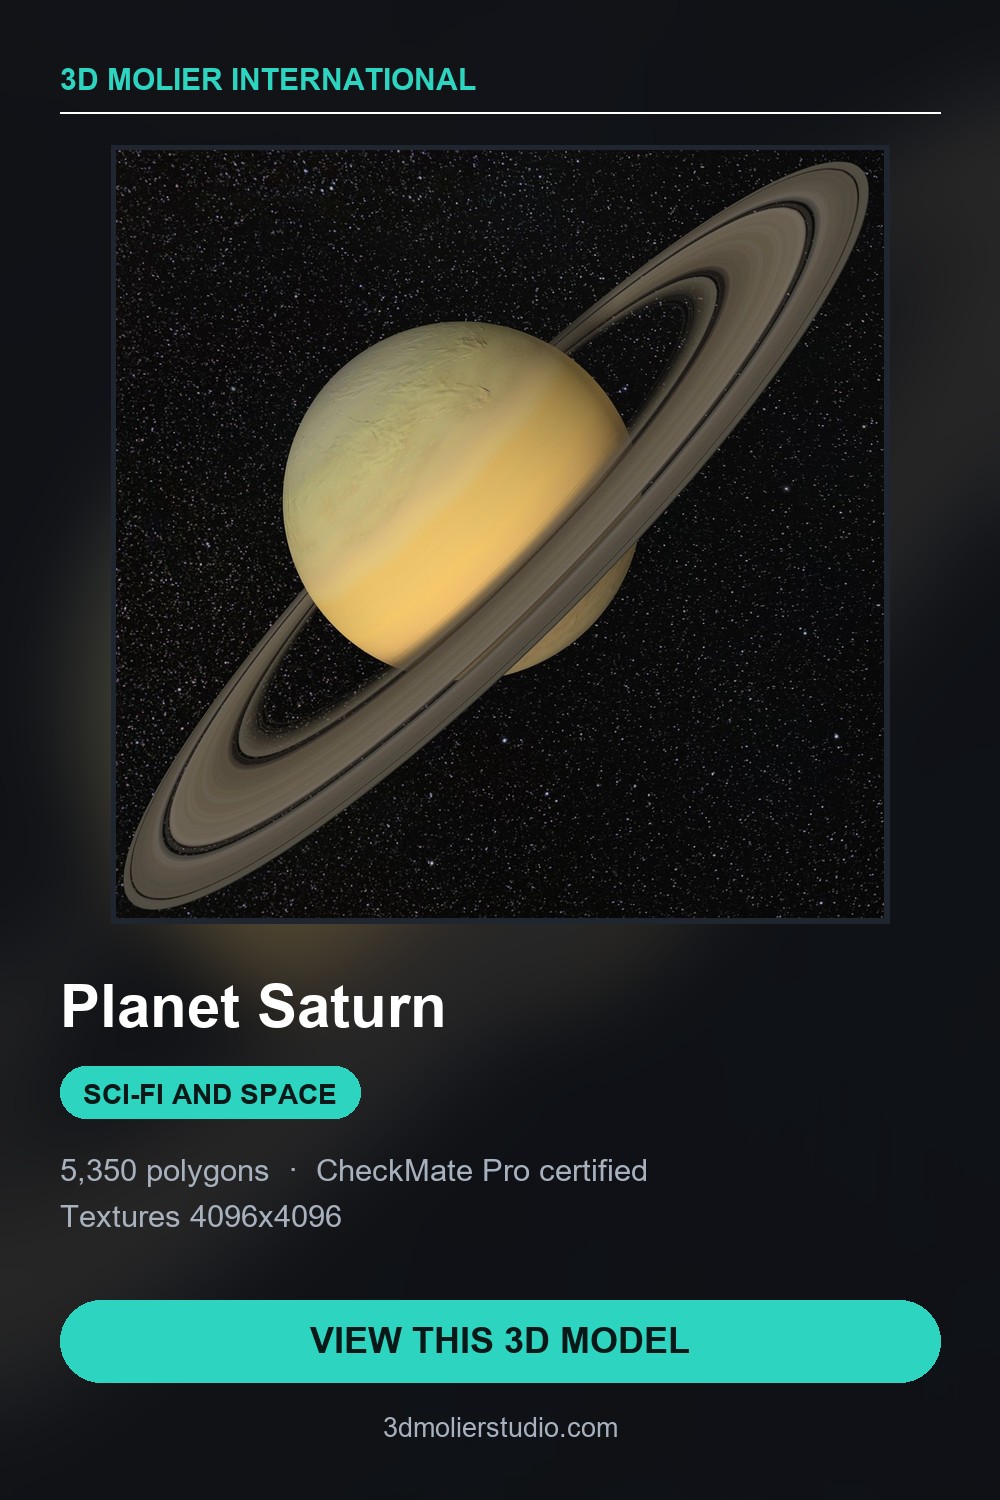 3D MOLIER INTERNATIONAL
Planet Saturn
SCI-FI AND SPACE
5,350 polygons · CheckMate Pro certified
Textures 4096x4096
VIEW THIS 3D MODEL
3dmolierstudio.com